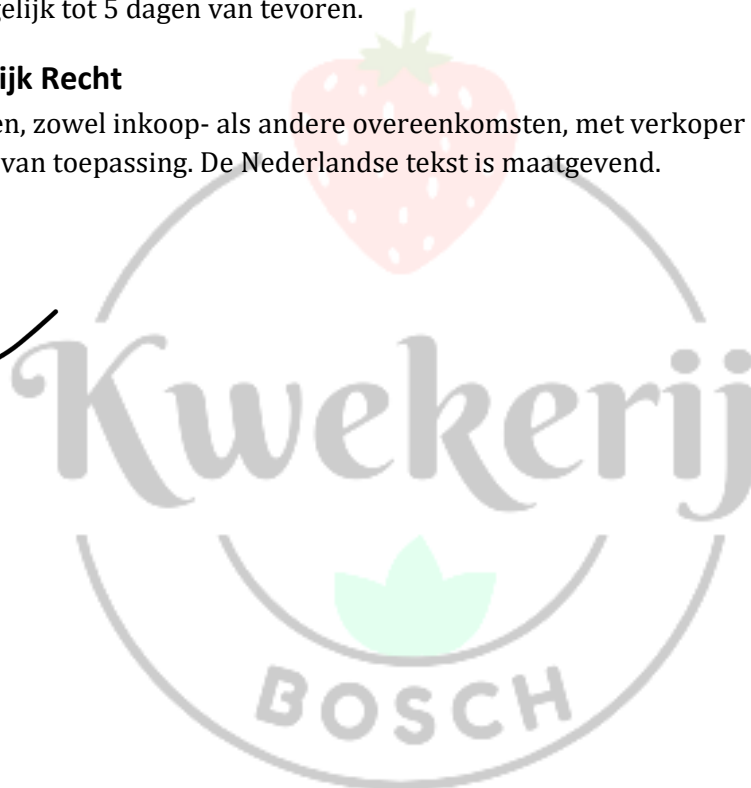 gelijk tot 5 dagen van tevoren.
ijk Recht
en, zowel inkoop- als andere overeenkomsten, met verkoper
van toepassing. De Nederlandse tekst is maatgevend.
Kwekerij
BOSCH